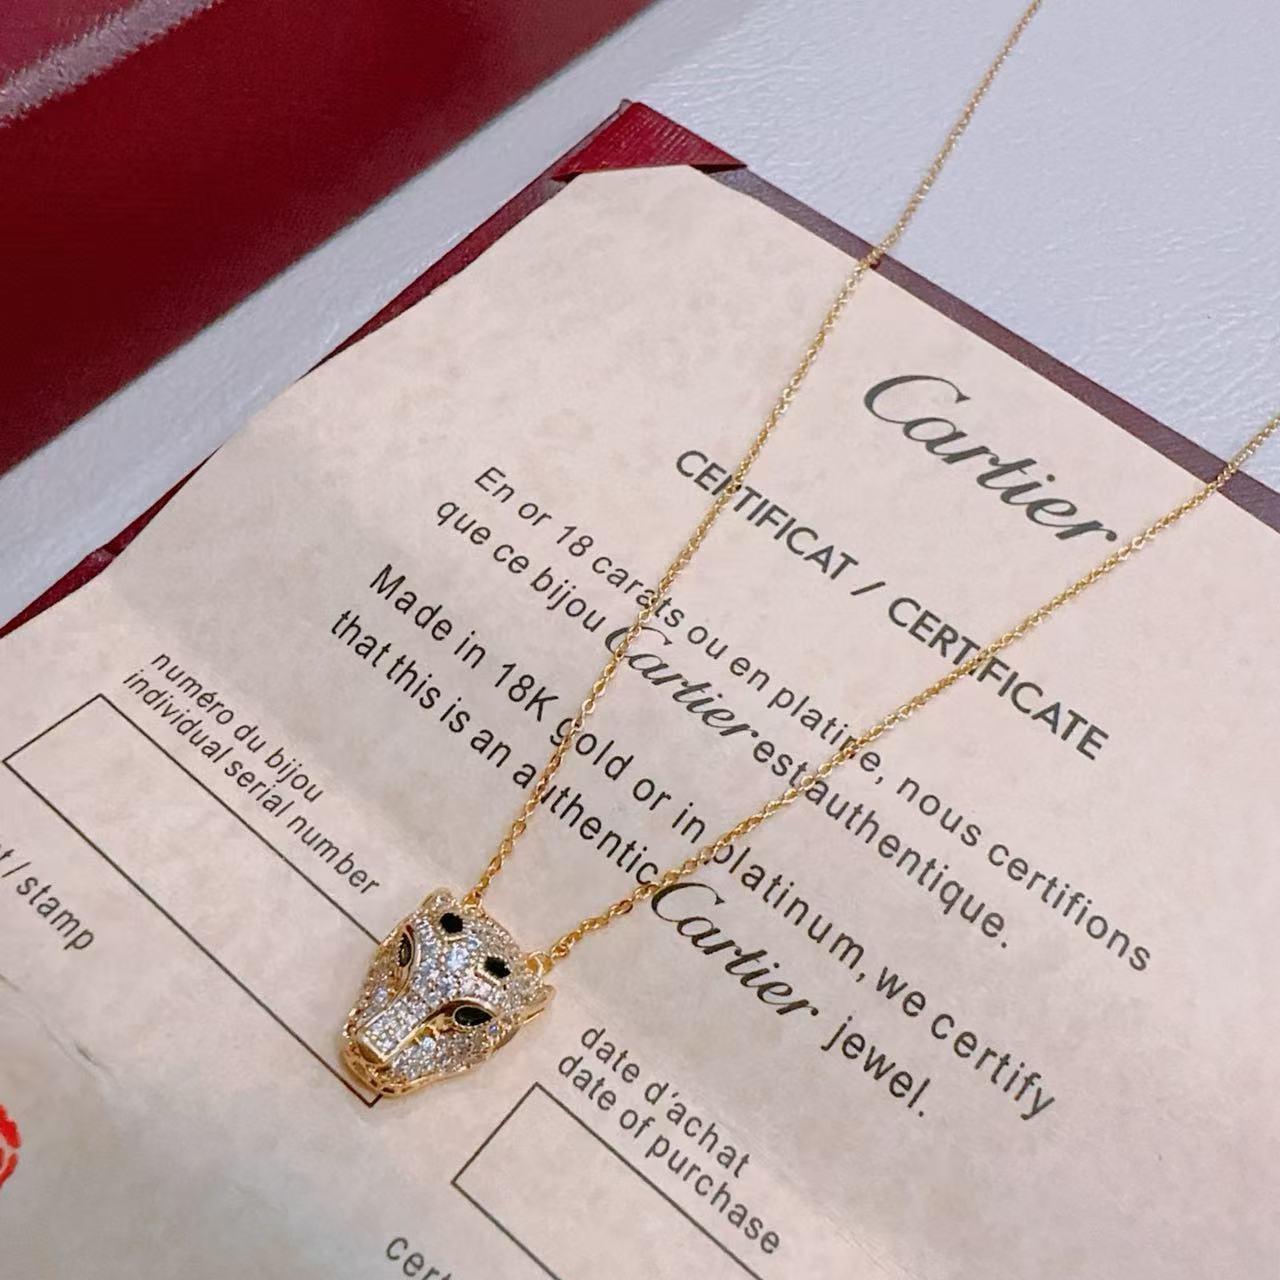 Cartier
CERTIFICAT / CERTIFICATE
En or 18 carats ou en platine, nous certifions
que ce bijou Cartier est authentique.
Made in 18K gold or in platinum, we certify
that this is an authentic Cartier jewel.
numéro du bijou
individual serial number
/ stamp
date d'achat
date of purchase